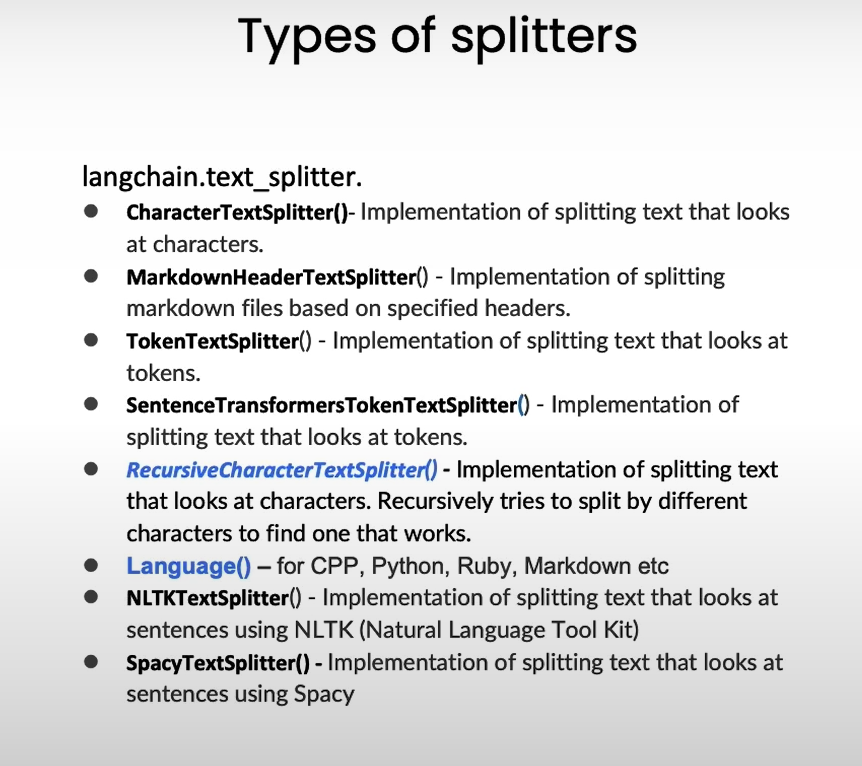 Types of splitters
langchain.text_splitter.
● CharacterTextSplitter()- Implementation of splitting text that looks
at characters.
● MarkdownHeaderTextSplitter() - Implementation of splitting
markdown files based on specified headers.
● TokenTextSplitter() - Implementation of splitting text that looks at
tokens.
● SentenceTransformersTokenTextSplitter() - Implementation of
splitting text that looks at tokens.
● RecursiveCharacterTextSplitter() - Implementation of splitting text
that looks at characters. Recursively tries to split by different
characters to find one that works.
● Language() – for CPP, Python, Ruby, Markdown etc
● NLTKTextSplitter() - Implementation of splitting text that looks at
sentences using NLTK (Natural Language Tool Kit)
● SpacyTextSplitter() - Implementation of splitting text that looks at
sentences using Spacy